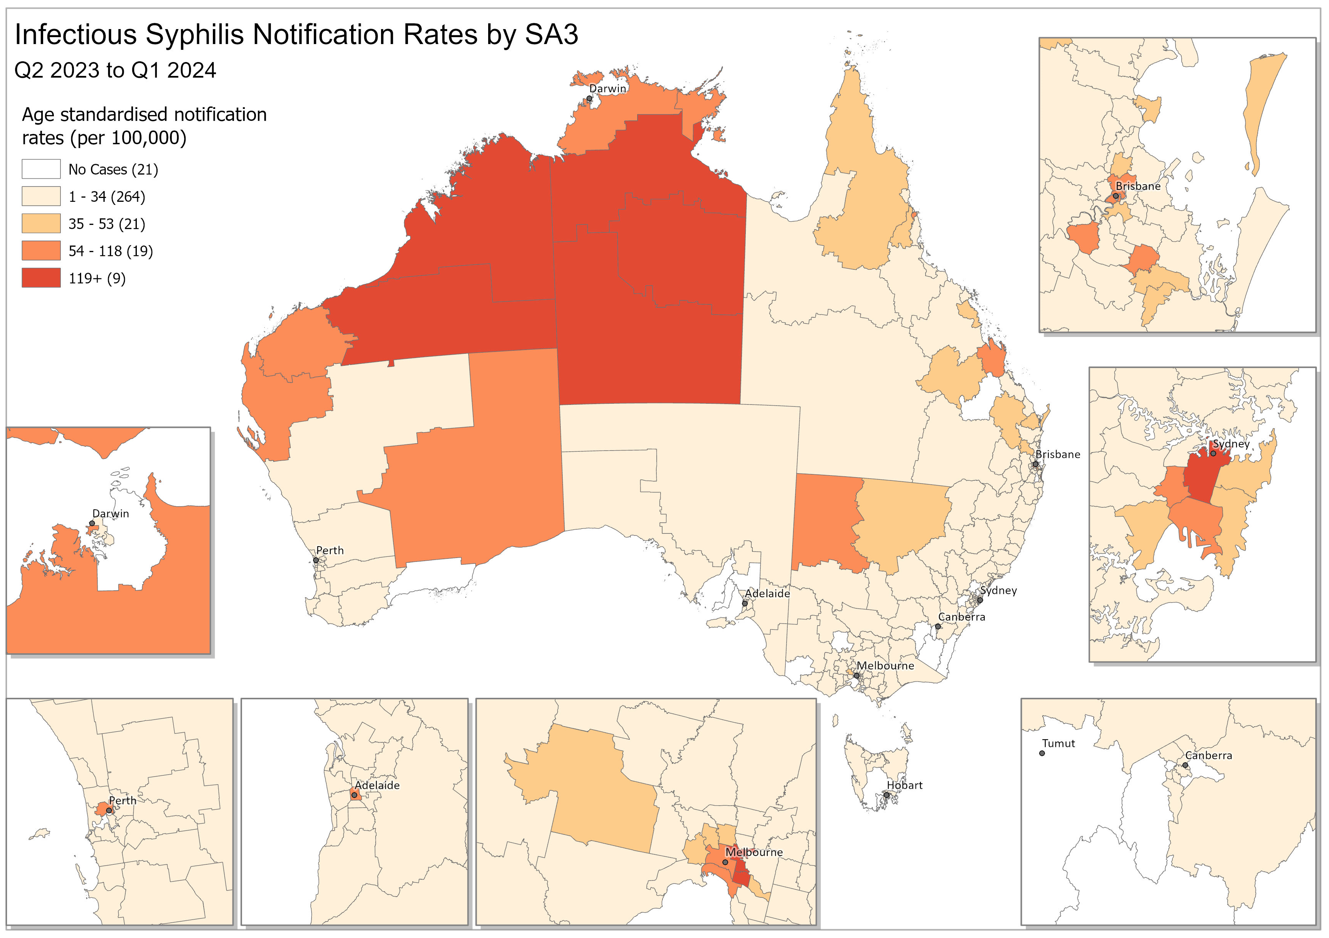 Infectious Syphilis Notification Rates by SA3
Q2 2023 to Q1 2024
Age standardised notification
rates (per 100,000)
No Cases (21)
1 - 34 (264)
35 - 53 (21)
54 - 118 (19)
119+ (9)
Darwin
Brisbane
Perth
Adelaide
Sydney
Canberra
Melbourne
Hobart
Brisbane
Sydney
Darwin
Perth
Adelaide
Melbourne
Tumut
Canberra